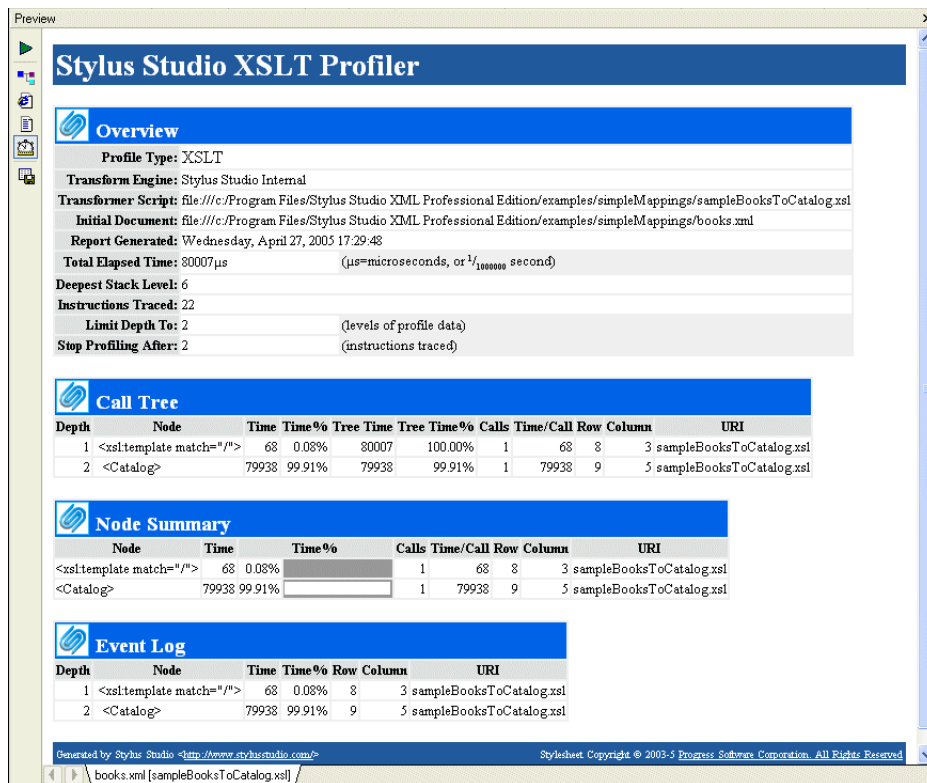 Preview
Stylus Studio XSLT Profiler
Overview
Profile Type: XSLT
Transform Engine: Stylus Studio Internal
Transformer Script: file:///c:/Program Files/Stylus Studio XML Professional Edition/examples/simpleMappings/sampleBooksToCatalog.xsl
Initial Document: file:///c:/Program Files/Stylus Studio XML Professional Edition/examples/simpleMappings/books.xml
Report Generated: Wednesday, April 27, 2005 17:29:48
Total Elapsed Time: 80007μs (μs=microseconds, or 1/1000000 second)
Deepest Stack Level: 6
Instructions Traced: 22
Limit Depth To: 2 (levels of profile data)
Stop Profiling After: 2 (instructions traced)
Call Tree
Depth Node Time Time% Tree Time Tree Time% Calls Time/Call Row Column URI
1 <xsl:template match="/"> 68 0.08% 80007 100.00% 1 68 8 3 sampleBooksToCatalog.xsl
2 <Catalog> 79938 99.91% 79938 99.91% 1 79938 9 5 sampleBooksToCatalog.xsl
Node Summary
Node Time Time% Calls Time/Call Row Column URI
<xsl:template match="/"> 68 0.08% 1 68 8 3 sampleBooksToCatalog.xsl
<Catalog> 79938 99.91% 1 79938 9 5 sampleBooksToCatalog.xsl
Event Log
Depth Node Time Time% Row Column URI
1 <xsl:template match="/"> 68 0.08% 8 3 sampleBooksToCatalog.xsl
2 <Catalog> 79938 99.91% 9 5 sampleBooksToCatalog.xsl
Generated by Stylus Studio <http://www.stylusstudio.com/> Stylesheet Copyright © 2003-5 Progress Software Corporation. All Rights Reserved
books.xml [sampleBooksToCatalog.xsl]